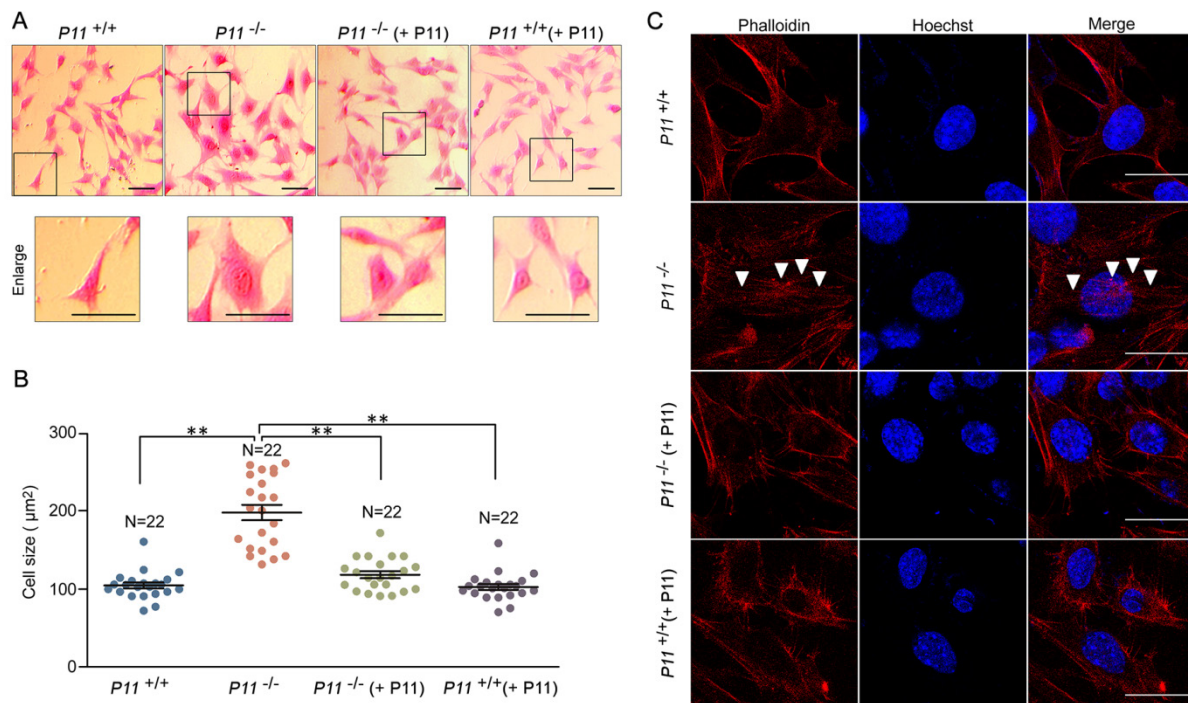 A
P11 +/+
P11 -/-
P11 -/- (+ P11)
P11 +/+(+ P11)
Enlarge
B
Cell size ( μm2)
300
200
100
0
**
**
**
N=22
N=22
N=22
N=22
P11 +/+
P11 -/-
P11 -/- (+ P11)
P11 +/+(+ P11)
C
Phalloidin
Hoechst
Merge
P11 +/+
P11 -/-
P11 -/- (+ P11)
P11 +/+(+ P11)